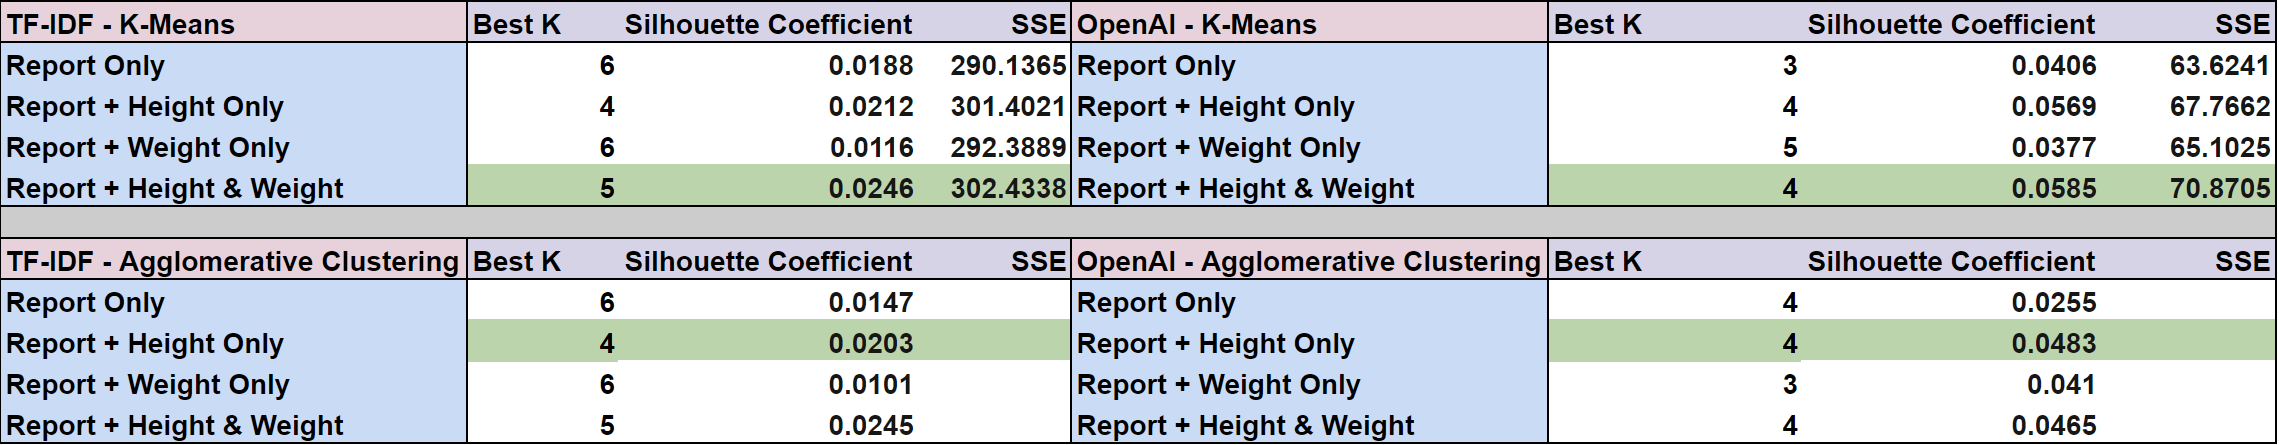 TF-IDF - K-Means Best K Silhouette Coefficient SSE OpenAI - K-Means Best K Silhouette Coefficient SSE
Report Only 6 0.0188 290.1365 Report Only 3 0.0406 63.6241
Report + Height Only 4 0.0212 301.4021 Report + Height Only 4 0.0569 67.7662
Report + Weight Only 6 0.0116 292.3889 Report + Weight Only 5 0.0377 65.1025
Report + Height & Weight 5 0.0246 302.4338 Report + Height & Weight 4 0.0585 70.8705
TF-IDF - Agglomerative Clustering Best K Silhouette Coefficient SSE OpenAI - Agglomerative Clustering Best K Silhouette Coefficient SSE
Report Only 6 0.0147 Report Only 4 0.0255
Report + Height Only 4 0.0203 Report + Height Only 4 0.0483
Report + Weight Only 6 0.0101 Report + Weight Only 3 0.041
Report + Height & Weight 5 0.0245 Report + Height & Weight 4 0.0465